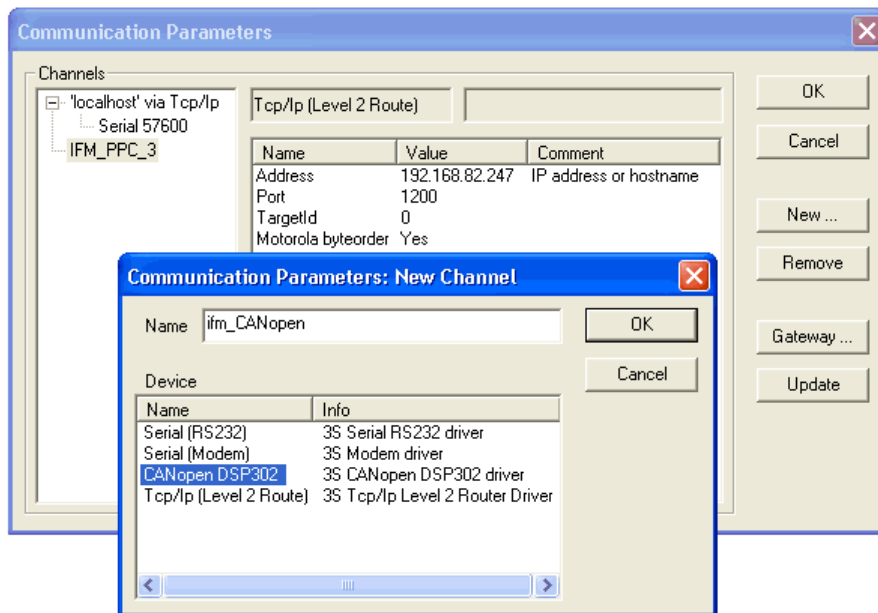 Communication Parameters
Channels
'localhost' via Tcp/Ip
Serial 57600
IFM_PPC_3
Tcp/Ip (Level 2 Route)
Name Value Comment
Address 192.168.82.247 IP address or hostname
Port 1200
TargetId 0
Motorola byteorder Yes
OK
Cancel
New ...
Remove
Gateway ...
Update
Communication Parameters: New Channel
Name ifm_CANopen
OK
Cancel
Device
Name Info
Serial (RS232) 3S Serial RS232 driver
Serial (Modem) 3S Modem driver
CANopen DSP302 3S CANopen DSP302 driver
Tcp/Ip (Level 2 Route) 3S Tcp/Ip Level 2 Router Driver